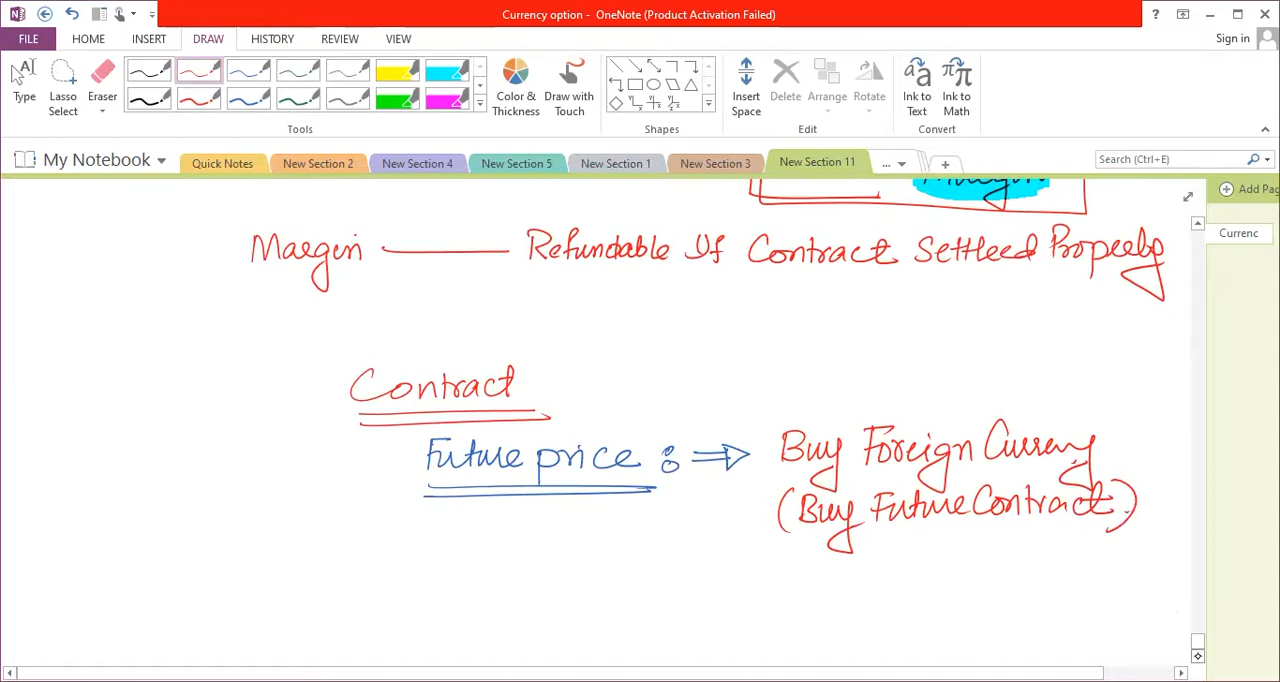 Currency option - OneNote (Product Activation Failed)
?
FILE HOME INSERT DRAW HISTORY REVIEW VIEW
Sign in
Type
Lasso Select
Eraser
Color & Thickness
Draw with Touch
Insert Space
Delete
Arrange
Rotate
Ink to Text
Ink to Math
Tools
Shapes
Edit
Convert
My Notebook
Quick Notes
New Section 2
New Section 4
New Section 5
New Section 1
New Section 3
New Section 11
...
Search (Ctrl+E)
Add Pag
Currenc
Margin
Margin Refundable If Contract Settleed Properly
Contract
Future price : ⇒ Buy Foreign Currency
(Buy Future Contract)